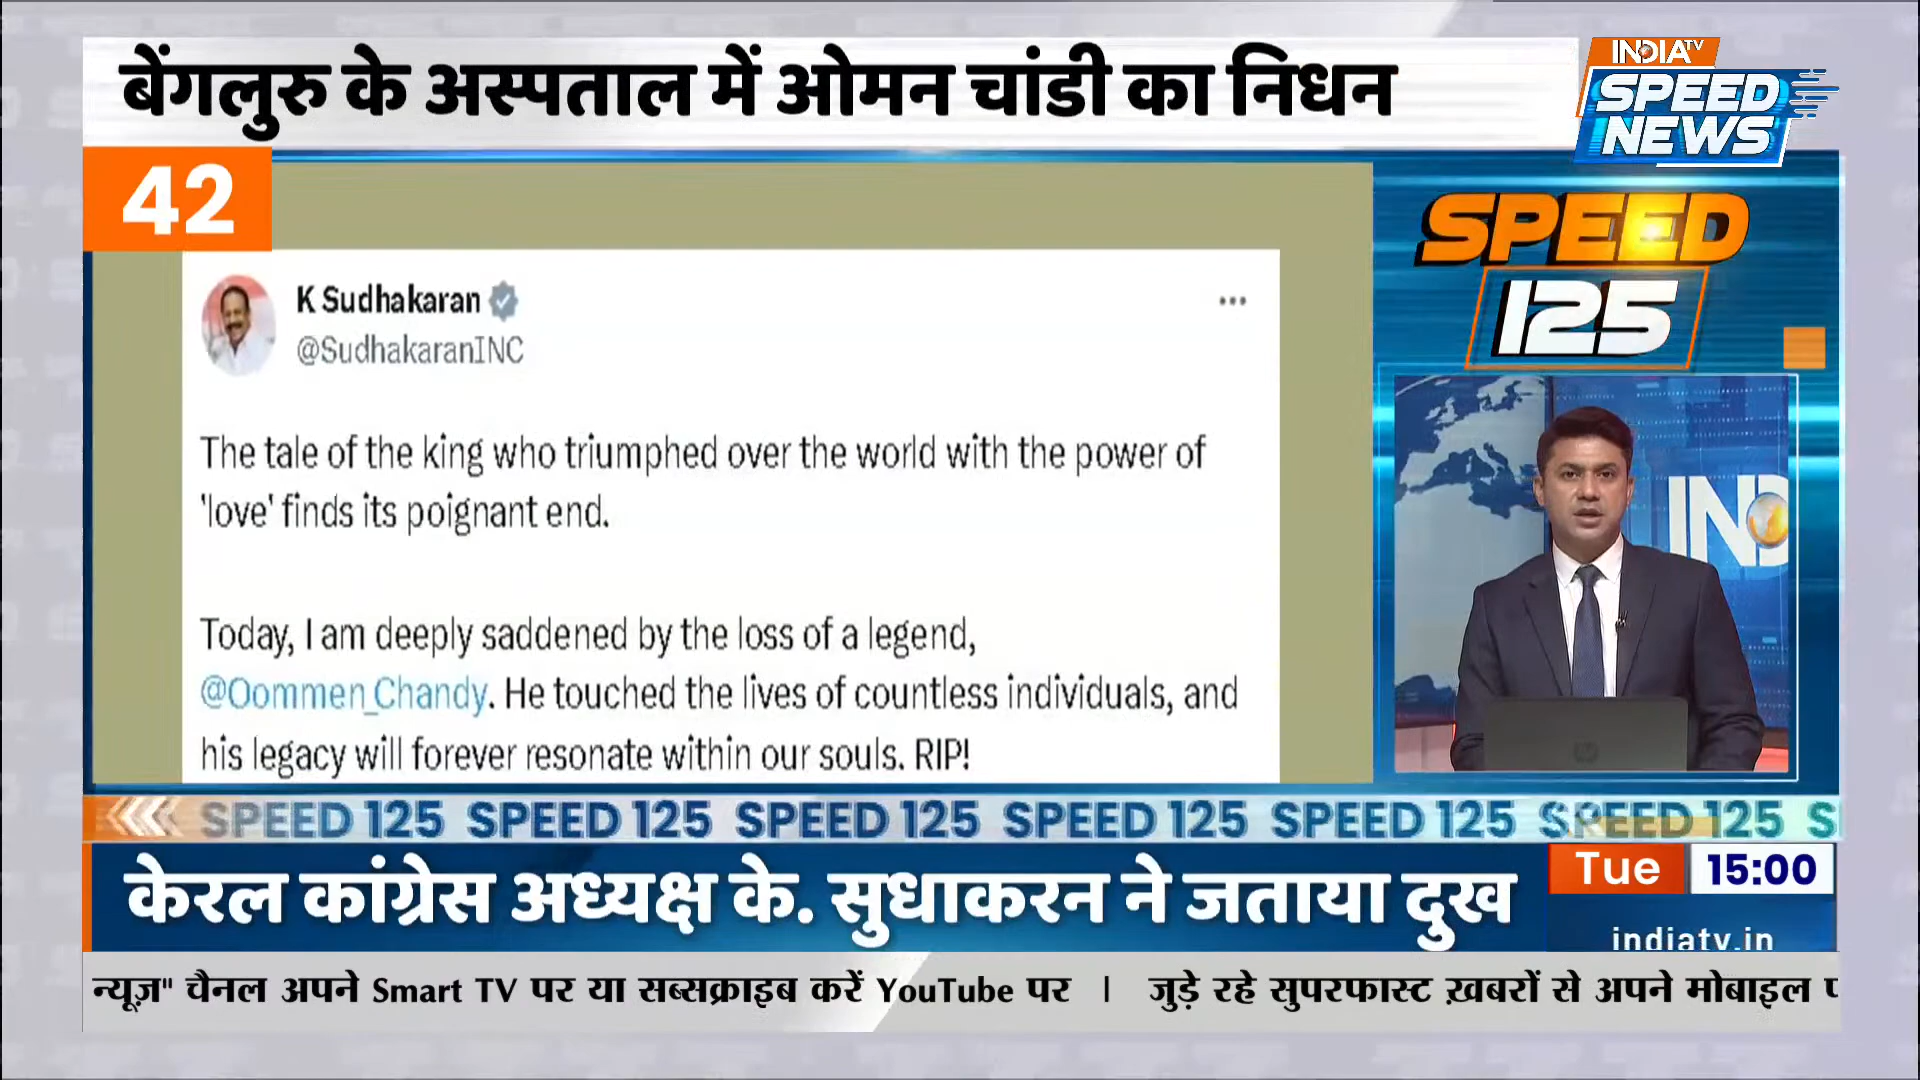 बेंगलुरु के अस्पताल में ओमन चांडी का निधन
INDIA TV
SPEED
NEWS
42
SPEED
125
K Sudhakaran
@SudhakaranINC
The tale of the king who triumphed over the world with the power of
'love' finds its poignant end.
Today, I am deeply saddened by the loss of a legend,
@Oommen_Chandy. He touched the lives of countless individuals, and
his legacy will forever resonate within our souls. RIP!
IND
SPEED 125 SPEED 125 SPEED 125 SPEED 125 SPEED 125 SPEED 125 S
केरल कांग्रेस अध्यक्ष के. सुधाकरन ने जताया दुख
Tue 15:00
indiatv.in
न्यूज़" चैनल अपने Smart TV पर या सब्सक्राइब करें YouTube पर | जुड़े रहे सुपरफास्ट ख़बरों से अपने मोबाइल